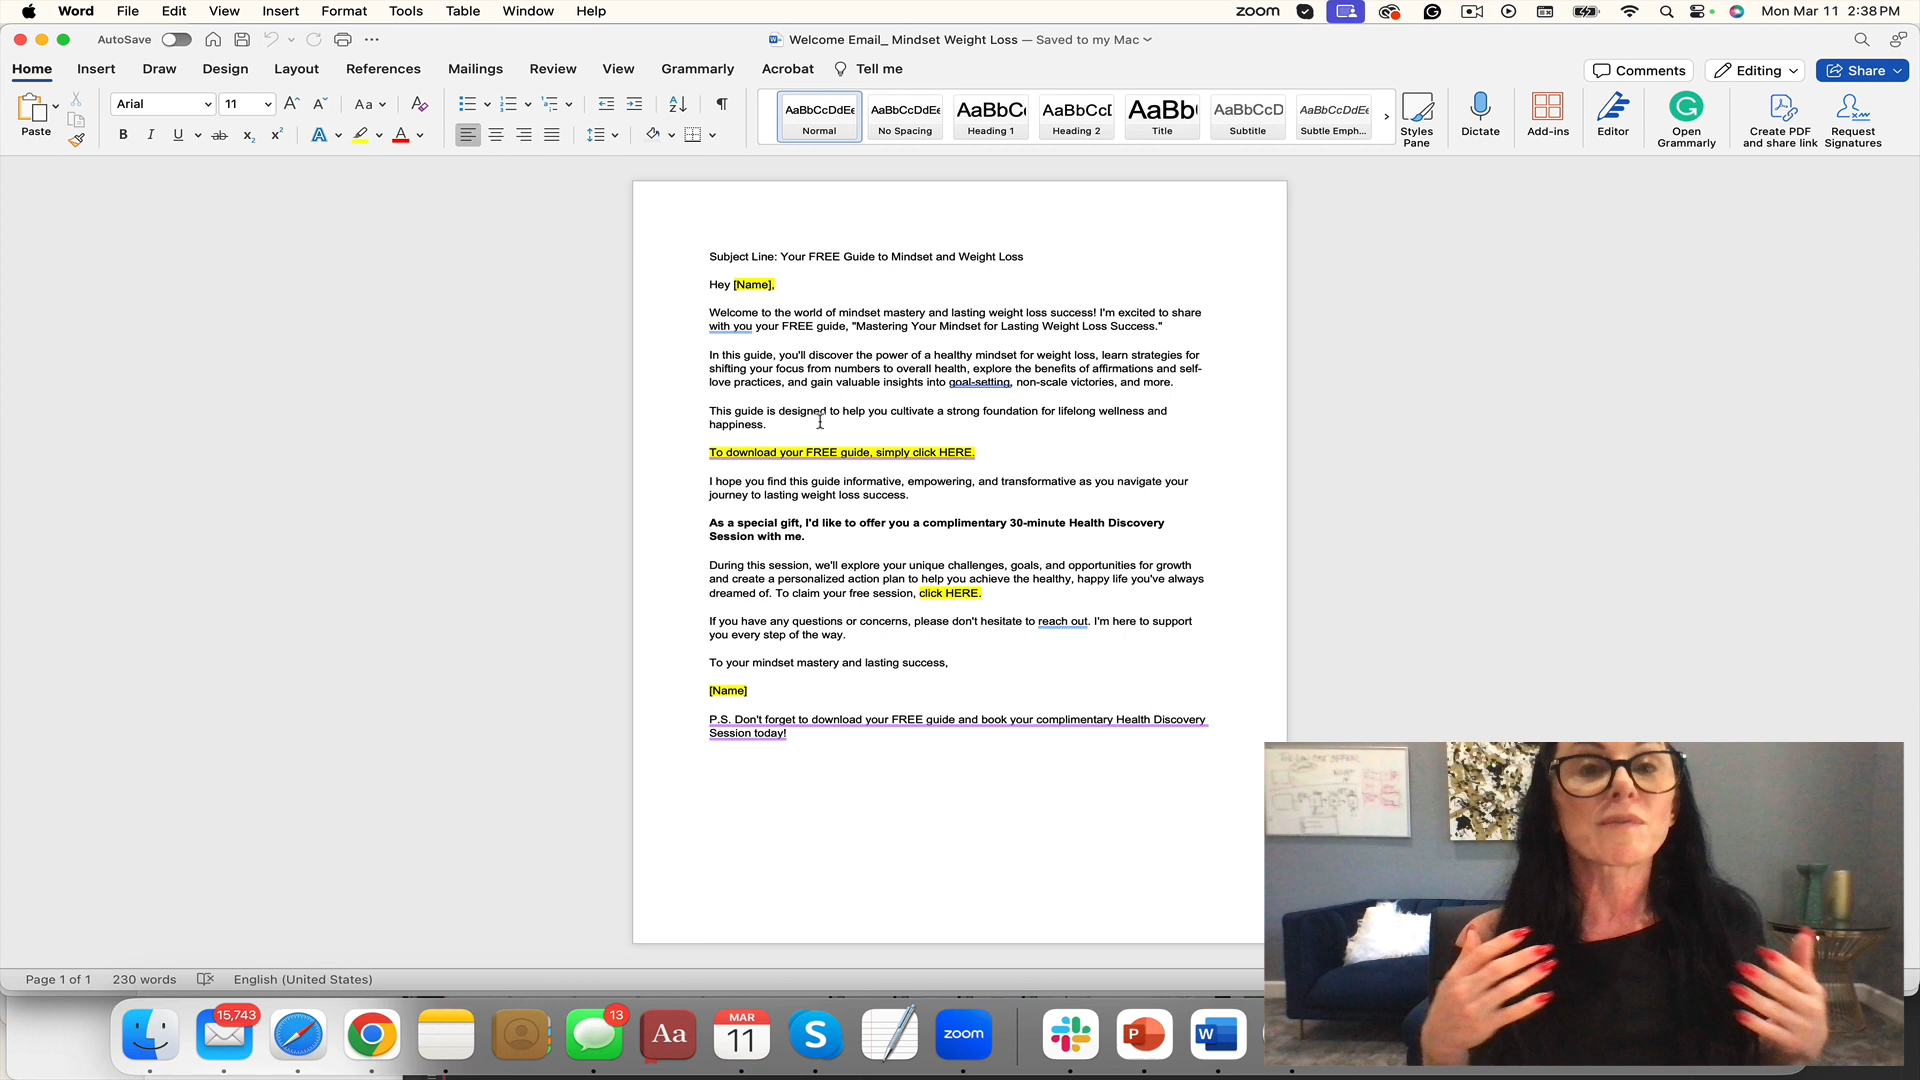 Word File Edit View Insert Format Tools Table Window Help zoom Mon Mar 11 2:38 PM
AutoSave Welcome Email_ Mindset Weight Loss — Saved to my Mac
Home Insert Draw Design Layout References Mailings Review View Grammarly Acrobat Tell me Comments Editing Share
Paste Arial 11 Aa
AaBbCcDdEe AaBbCcDdEe AaBbC AaBbCcD AaBb( AaBbCcD AaBbCcDdEe
Normal No Spacing Heading 1 Heading 2 Title Subtitle Subtle Emph...
Styles Pane Dictate Add-ins Editor Open Grammarly Create PDF and share link Request Signatures
Subject Line: Your FREE Guide to Mindset and Weight Loss
Hey [Name],
Welcome to the world of mindset mastery and lasting weight loss success! I'm excited to share
with you your FREE guide, "Mastering Your Mindset for Lasting Weight Loss Success."
In this guide, you'll discover the power of a healthy mindset for weight loss, learn strategies for
shifting your focus from numbers to overall health, explore the benefits of affirmations and self-
love practices, and gain valuable insights into goal-setting, non-scale victories, and more.
This guide is designed to help you cultivate a strong foundation for lifelong wellness and
happiness.
To download your FREE guide, simply click HERE.
I hope you find this guide informative, empowering, and transformative as you navigate your
journey to lasting weight loss success.
As a special gift, I'd like to offer you a complimentary 30-minute Health Discovery
Session with me.
During this session, we'll explore your unique challenges, goals, and opportunities for growth
and create a personalized action plan to help you achieve the healthy, happy life you've always
dreamed of. To claim your free session, click HERE.
If you have any questions or concerns, please don't hesitate to reach out. I'm here to support
you every step of the way.
To your mindset mastery and lasting success,
[Name]
P.S. Don't forget to download your FREE guide and book your complimentary Health Discovery
Session today!
Page 1 of 1 230 words English (United States)
15,743 13 Aa MAR 11 S zoom P W